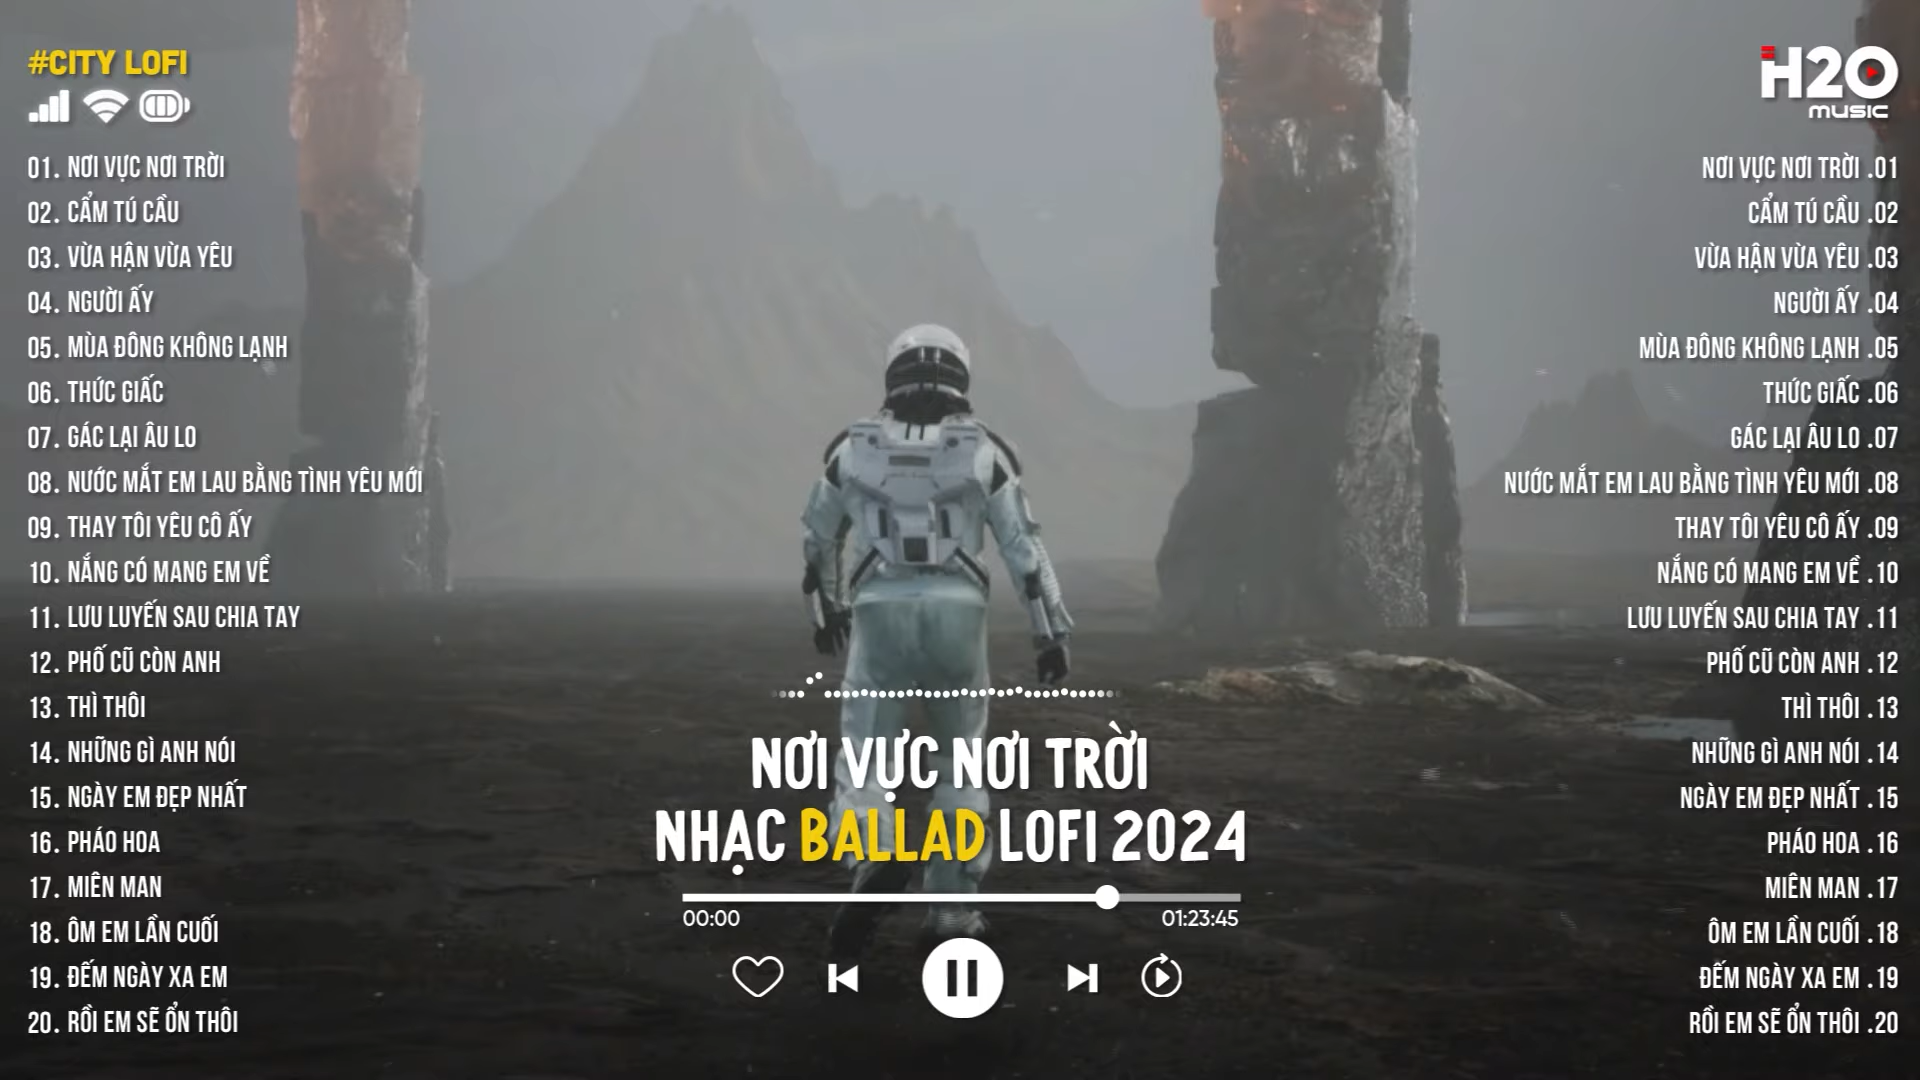 #CITY LOFI
H2O
MUSIC
01. NƠI VỰC NƠI TRỜI
02. CẨM TÚ CẦU
03. VỪA HẬN VỪA YÊU
04. NGƯỜI ẤY
05. MÙA ĐÔNG KHÔNG LẠNH
06. THỨC GIẤC
07. GÁC LẠI ÂU LO
08. NƯỚC MẮT EM LAU BẰNG TÌNH YÊU MỚI
09. THAY TÔI YÊU CÔ ẤY
10. NẮNG CÓ MANG EM VỀ
11. LƯU LUYẾN SAU CHIA TAY
12. PHỐ CŨ CÒN ANH
13. THÌ THÔI
14. NHỮNG GÌ ANH NÓI
15. NGÀY EM ĐẸP NHẤT
16. PHÁO HOA
17. MIÊN MAN
18. ÔM EM LẦN CUỐI
19. ĐẾM NGÀY XA EM
20. RỒI EM SẼ ỔN THÔI
NƠI VỰC NƠI TRỜI .01
CẨM TÚ CẦU .02
VỪA HẬN VỪA YÊU .03
NGƯỜI ẤY .04
MÙA ĐÔNG KHÔNG LẠNH .05
THỨC GIẤC .06
GÁC LẠI ÂU LO .07
NƯỚC MẮT EM LAU BẰNG TÌNH YÊU MỚI .08
THAY TÔI YÊU CÔ ẤY .09
NẮNG CÓ MANG EM VỀ .10
LƯU LUYẾN SAU CHIA TAY .11
PHỐ CŨ CÒN ANH .12
THÌ THÔI .13
NHỮNG GÌ ANH NÓI .14
NGÀY EM ĐẸP NHẤT .15
PHÁO HOA .16
MIÊN MAN .17
ÔM EM LẦN CUỐI .18
ĐẾM NGÀY XA EM .19
RỒI EM SẼ ỔN THÔI .20
NƠI VỰC NƠI TRỜI
NHẠC BALLAD LOFI 2024
00:00
01:23:45